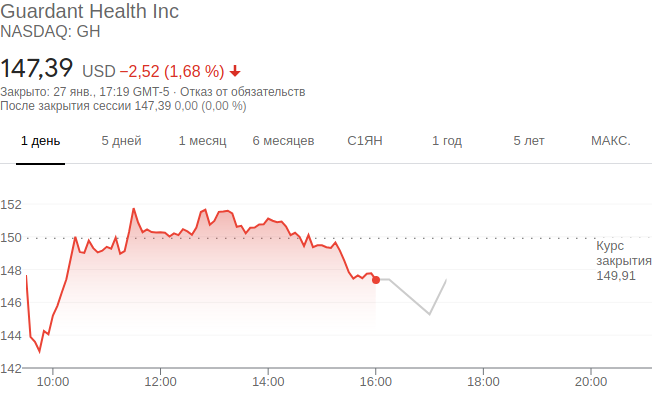 Guardant Health Inc
NASDAQ: GH
147,39 USD −2,52 (1,68 %)
Закрыто: 27 янв., 17:19 GMT-5 · Отказ от обязательств
После закрытия сессии 147,39 0,00 (0,00 %)
1 день 5 дней 1 месяц 6 месяцев С1ЯН 1 год 5 лет МАКС.
152
150
148
146
144
142
Курс
закрытия
149,91
10:00 12:00 14:00 16:00 18:00 20:00